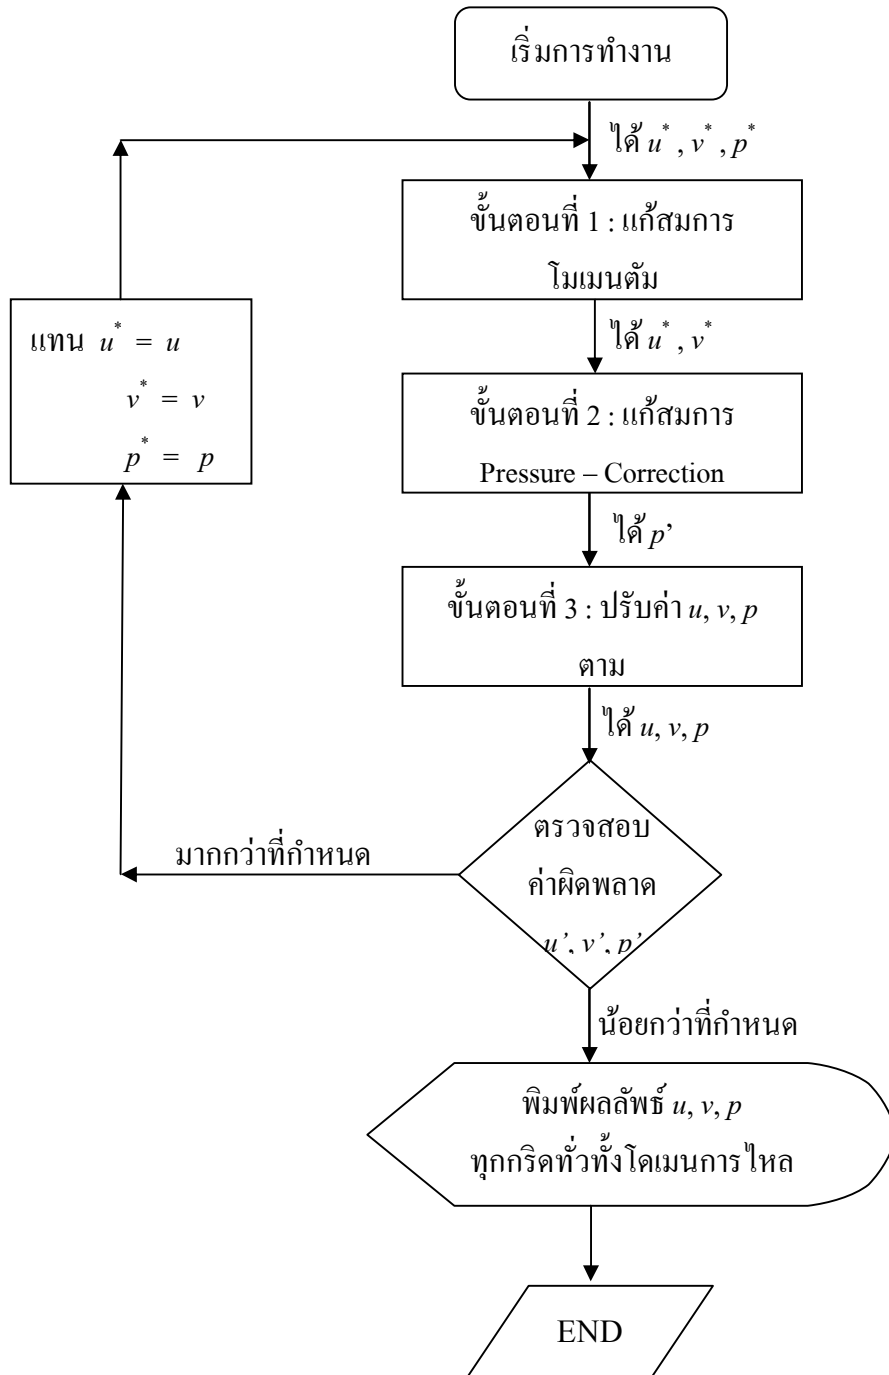 เริ่มการทำงาน
ได้ u* , v* , p*
ขั้นตอนที่ 1 : แก้สมการ
โมเมนตัม
ได้ u* , v*
แทน u* = u
v* = v
p* = p
ขั้นตอนที่ 2 : แก้สมการ
Pressure – Correction
ได้ p’
ขั้นตอนที่ 3 : ปรับค่า u, v, p
ตาม
ได้ u, v, p
ตรวจสอบ
ค่าผิดพลาด
u’, v’, p’
มากกว่าที่กำหนด
น้อยกว่าที่กำหนด
พิมพ์ผลลัพธ์ u, v, p
ทุกกริดทั่วทั้งโดเมนการไหล
END